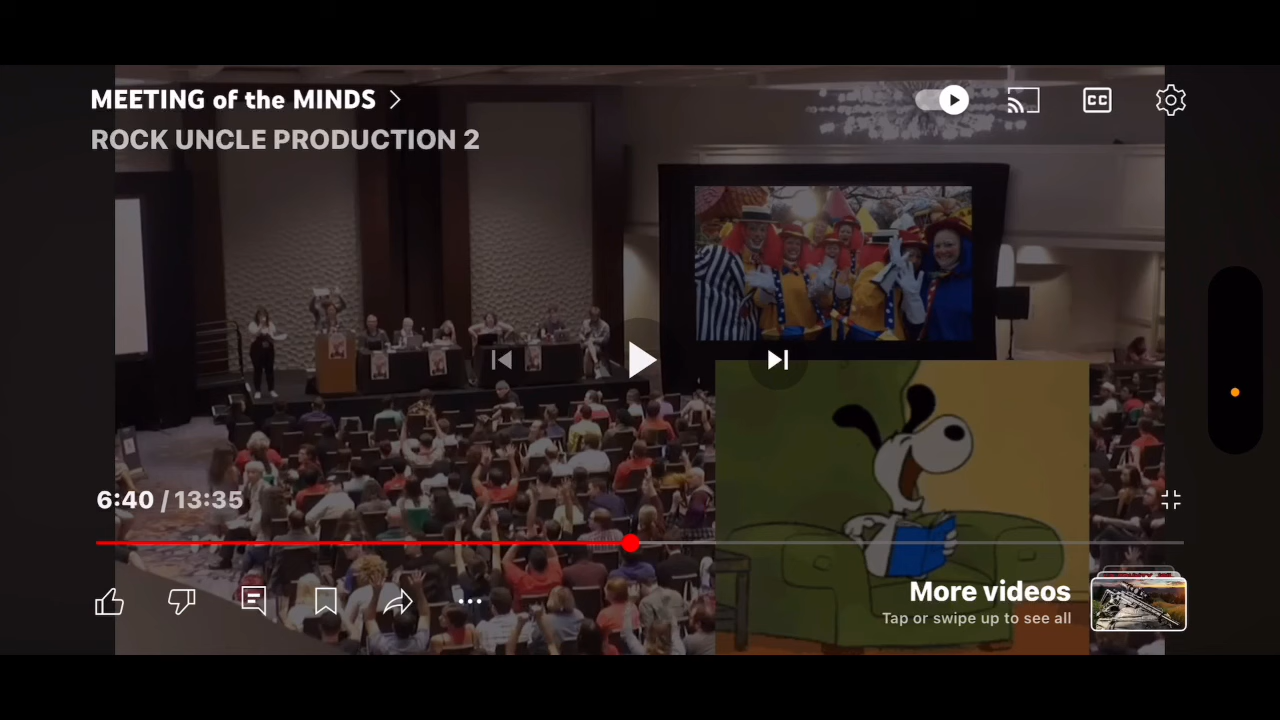 MEETING of the MINDS
ROCK UNCLE PRODUCTION 2
CC
6:40 / 13:35
More videos
Tap or swipe up to see all